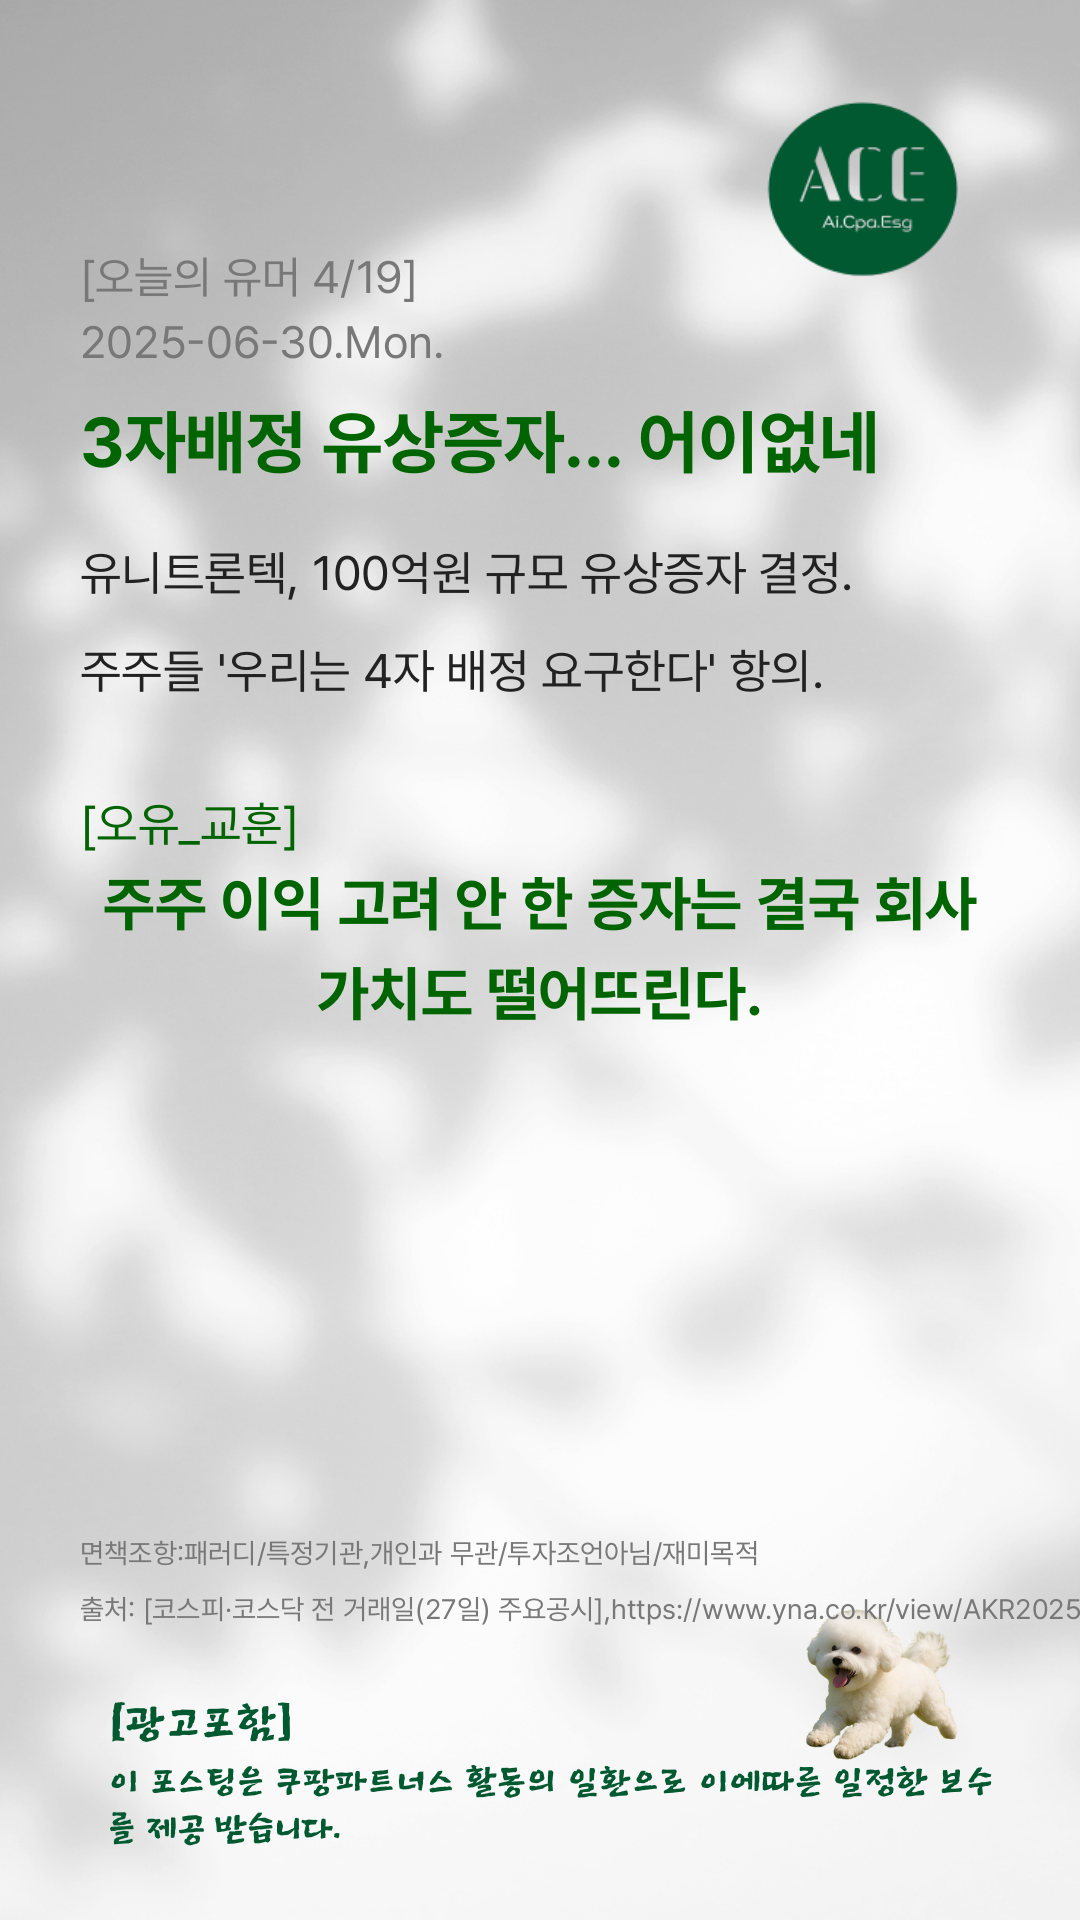 ACE
Ai.Cpa.Esg
[오늘의 유머 4/19]
2025-06-30.Mon.
3자배정 유상증자... 어이없네
유니트론텍, 100억원 규모 유상증자 결정.
주주들 '우리는 4자 배정 요구한다' 항의.
[오유_교훈]
주주 이익 고려 안 한 증자는 결국 회사
가치도 떨어뜨린다.
면책조항:패러디/특정기관,개인과 무관/투자조언아님/재미목적
출처: [코스피·코스닥 전 거래일(27일) 주요공시],https://www.yna.co.kr/view/AKR2025
[광고포함]
이 포스팅은 쿠팡파트너스 활동의 일환으로 이에따른 일정한 보수
를 제공 받습니다.